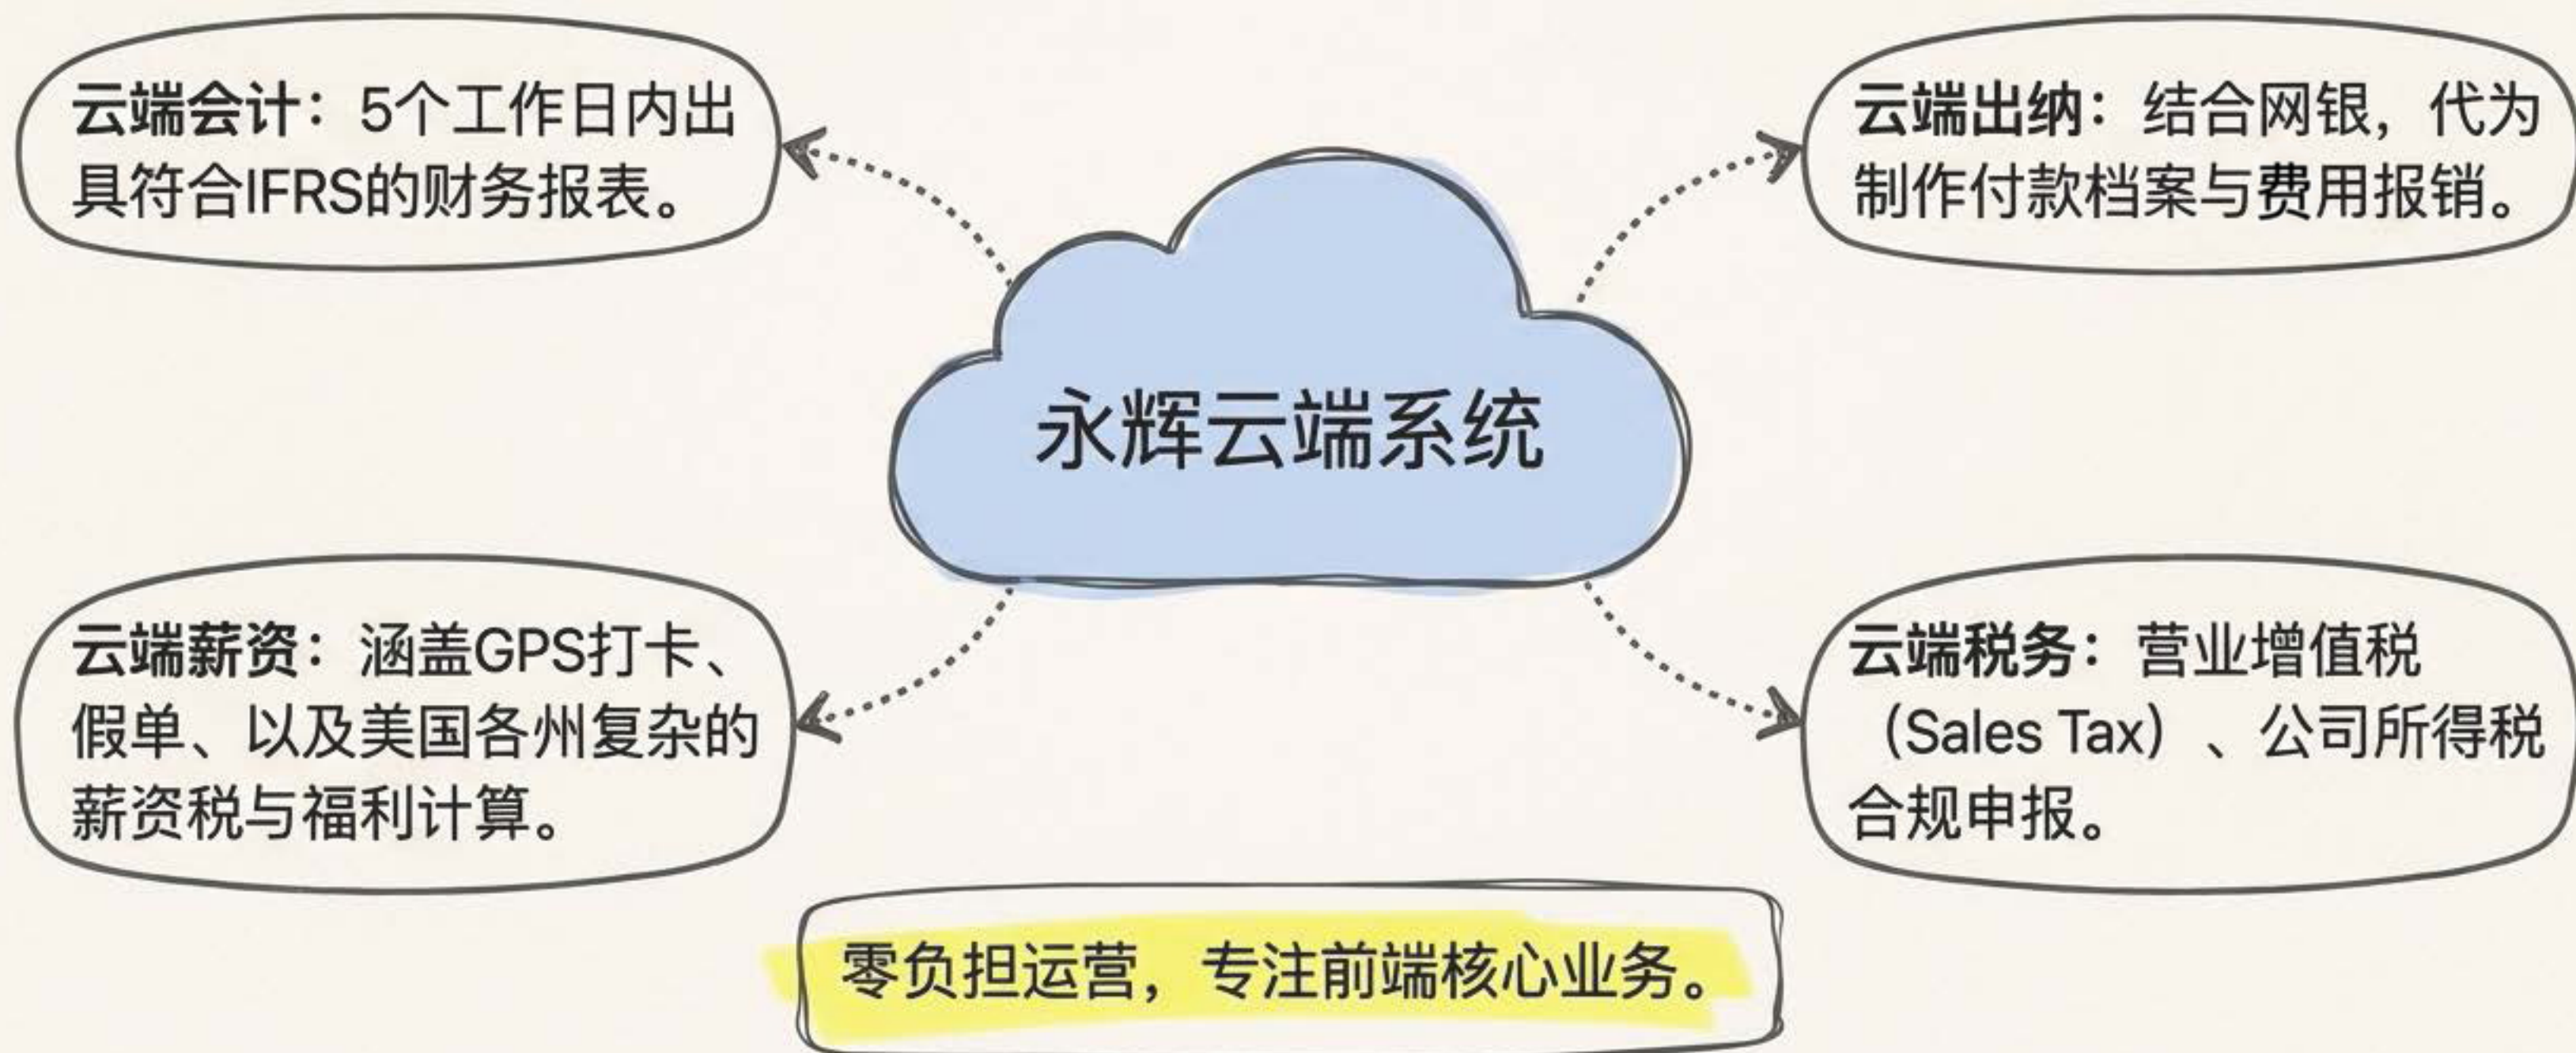 云端会计：5个工作日内出
具符合IFRS的财务报表。
云端出纳：结合网银，代为
制作付款档案与费用报销。
永辉云端系统
云端薪资：涵盖GPS打卡、
假单、以及美国各州复杂的
薪资税与福利计算。
云端税务：营业增值税
（Sales Tax）、公司所得税
合规申报。
零负担运营，专注前端核心业务。